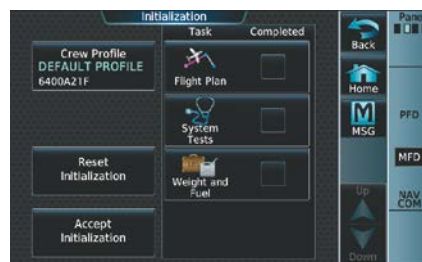 Initialization
Task
Completed
Crew Profile
DEFAULT PROFILE
6400A21F
Flight Plan
System
Tests
Reset
Initialization
Weight and
Fuel
Accept
Initialization
Back
Home
MSG
Up
Down
Pane
PFD
MFD
NAV
COM